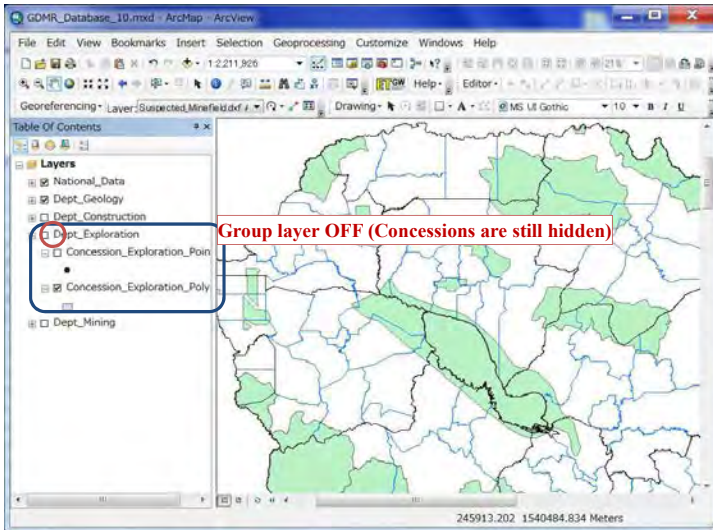 GDMR_Database_10.mxd - ArcMap - ArcView
File Edit View Bookmarks Insert Selection Geoprocessing Customize Windows Help
1:2,211,926
21%
GW Help Editor
Georeferencing Layer: Suspected_Minefield.dxf
Drawing A MS UI Gothic 10 B I U
Table Of Contents
Layers
National_Data
Dept_Geology
Dept_Construction
Dept_Exploration
Group layer OFF (Concessions are still hidden)
Concession_Exploration_Poin
Concession_Exploration_Poly
Dept_Mining
245913.202 1540484.834 Meters